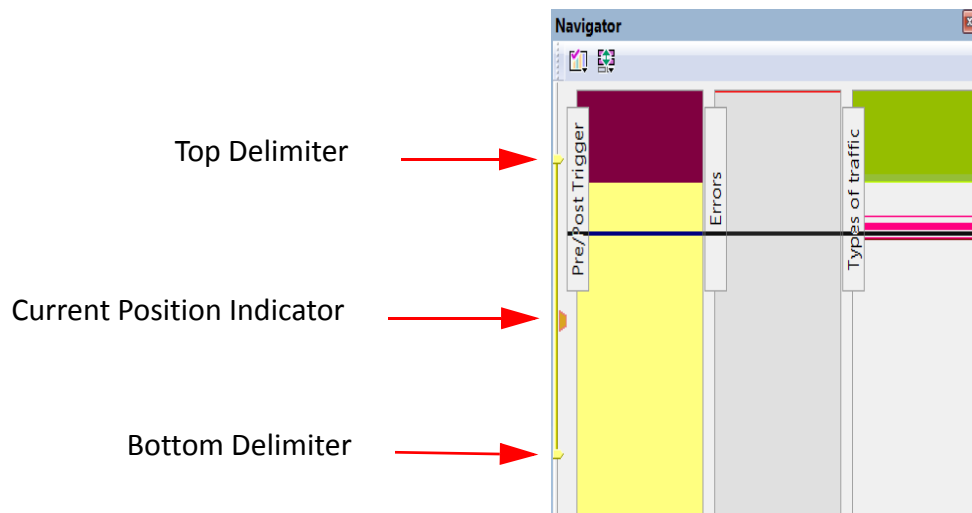 Navigator
Top Delimiter
Pre/Post Trigger
Errors
Types of traffic
Current Position Indicator
Bottom Delimiter